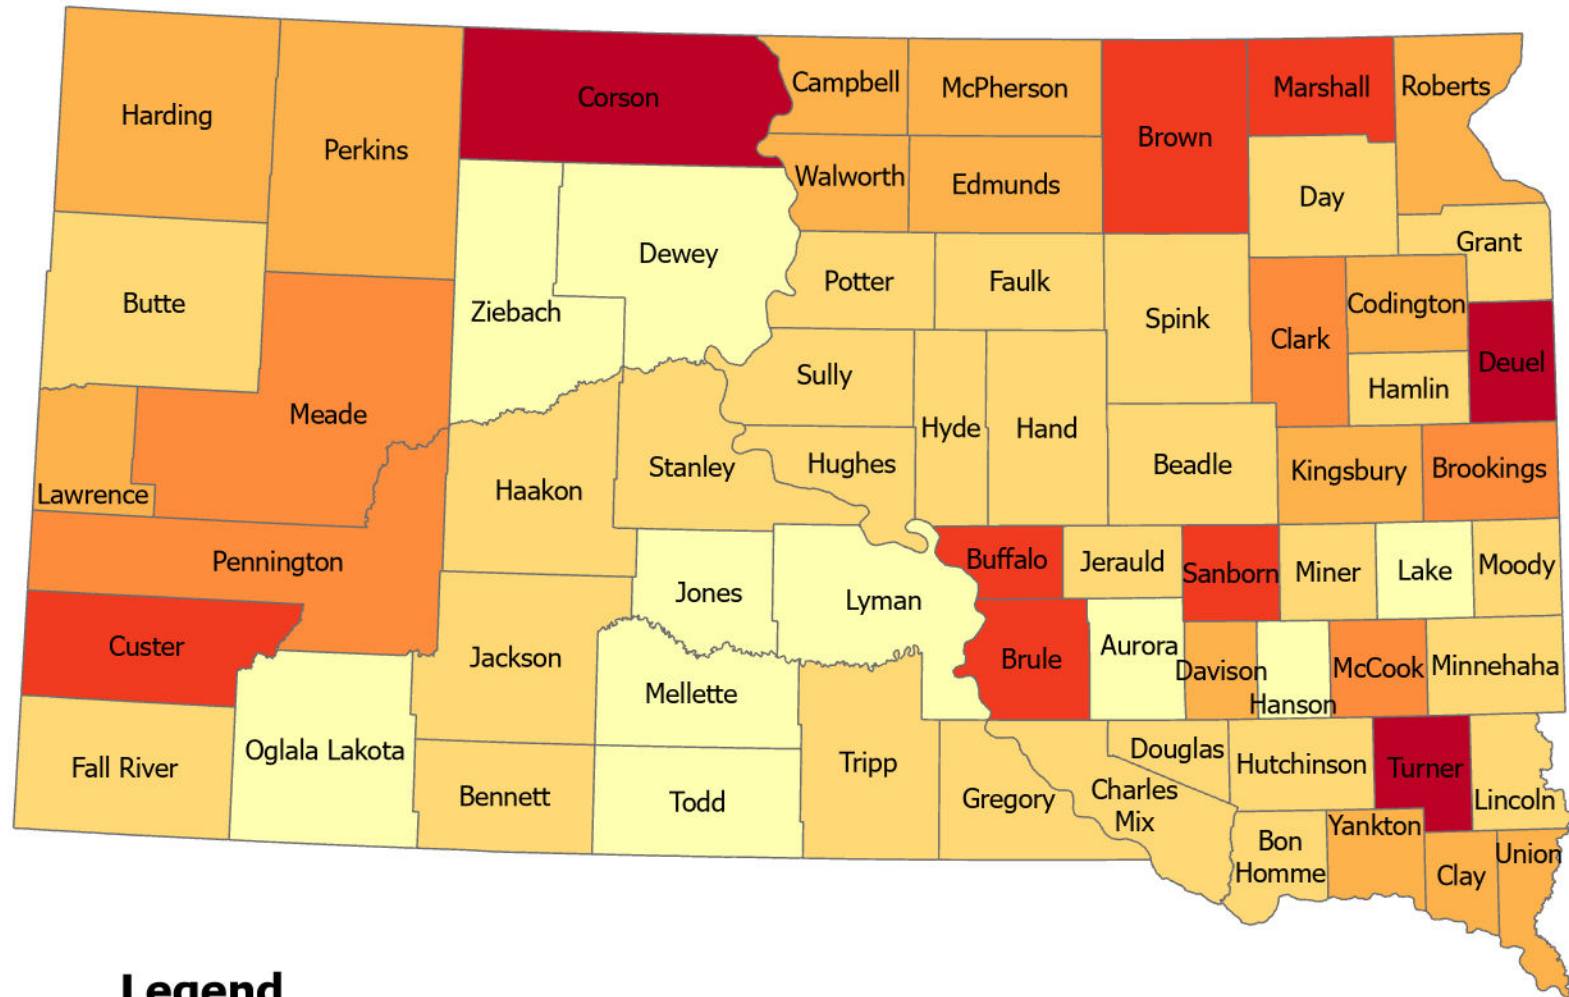 Harding
Perkins
Corson
Campbell
McPherson
Brown
Marshall
Roberts
Walworth
Edmunds
Day
Grant
Butte
Ziebach
Dewey
Potter
Faulk
Spink
Clark
Codington
Deuel
Meade
Sully
Hyde
Hand
Hamlin
Lawrence
Haakon
Stanley
Hughes
Beadle
Kingsbury
Brookings
Pennington
Jones
Lyman
Buffalo
Jerauld
Sanborn
Miner
Lake
Moody
Custer
Jackson
Mellette
Brule
Aurora
Davison
Hanson
McCook
Minnehaha
Fall River
Oglala Lakota
Bennett
Todd
Tripp
Gregory
Charles
Mix
Douglas
Hutchinson
Turner
Lincoln
Bon
Homme
Yankton
Clay
Union
Legend